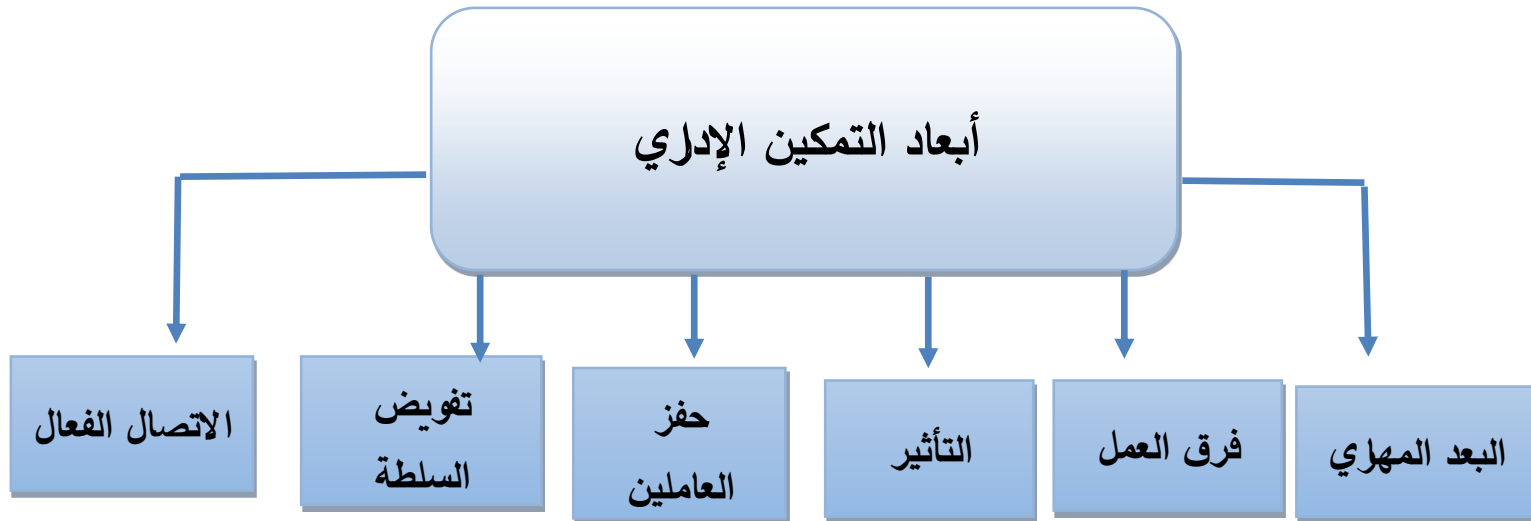 أبعاد التمكين الإداري
البعد المهاري
فرق العمل
التأثير
حفز
العاملين
تفويض
السلطة
الاتصال الفعال